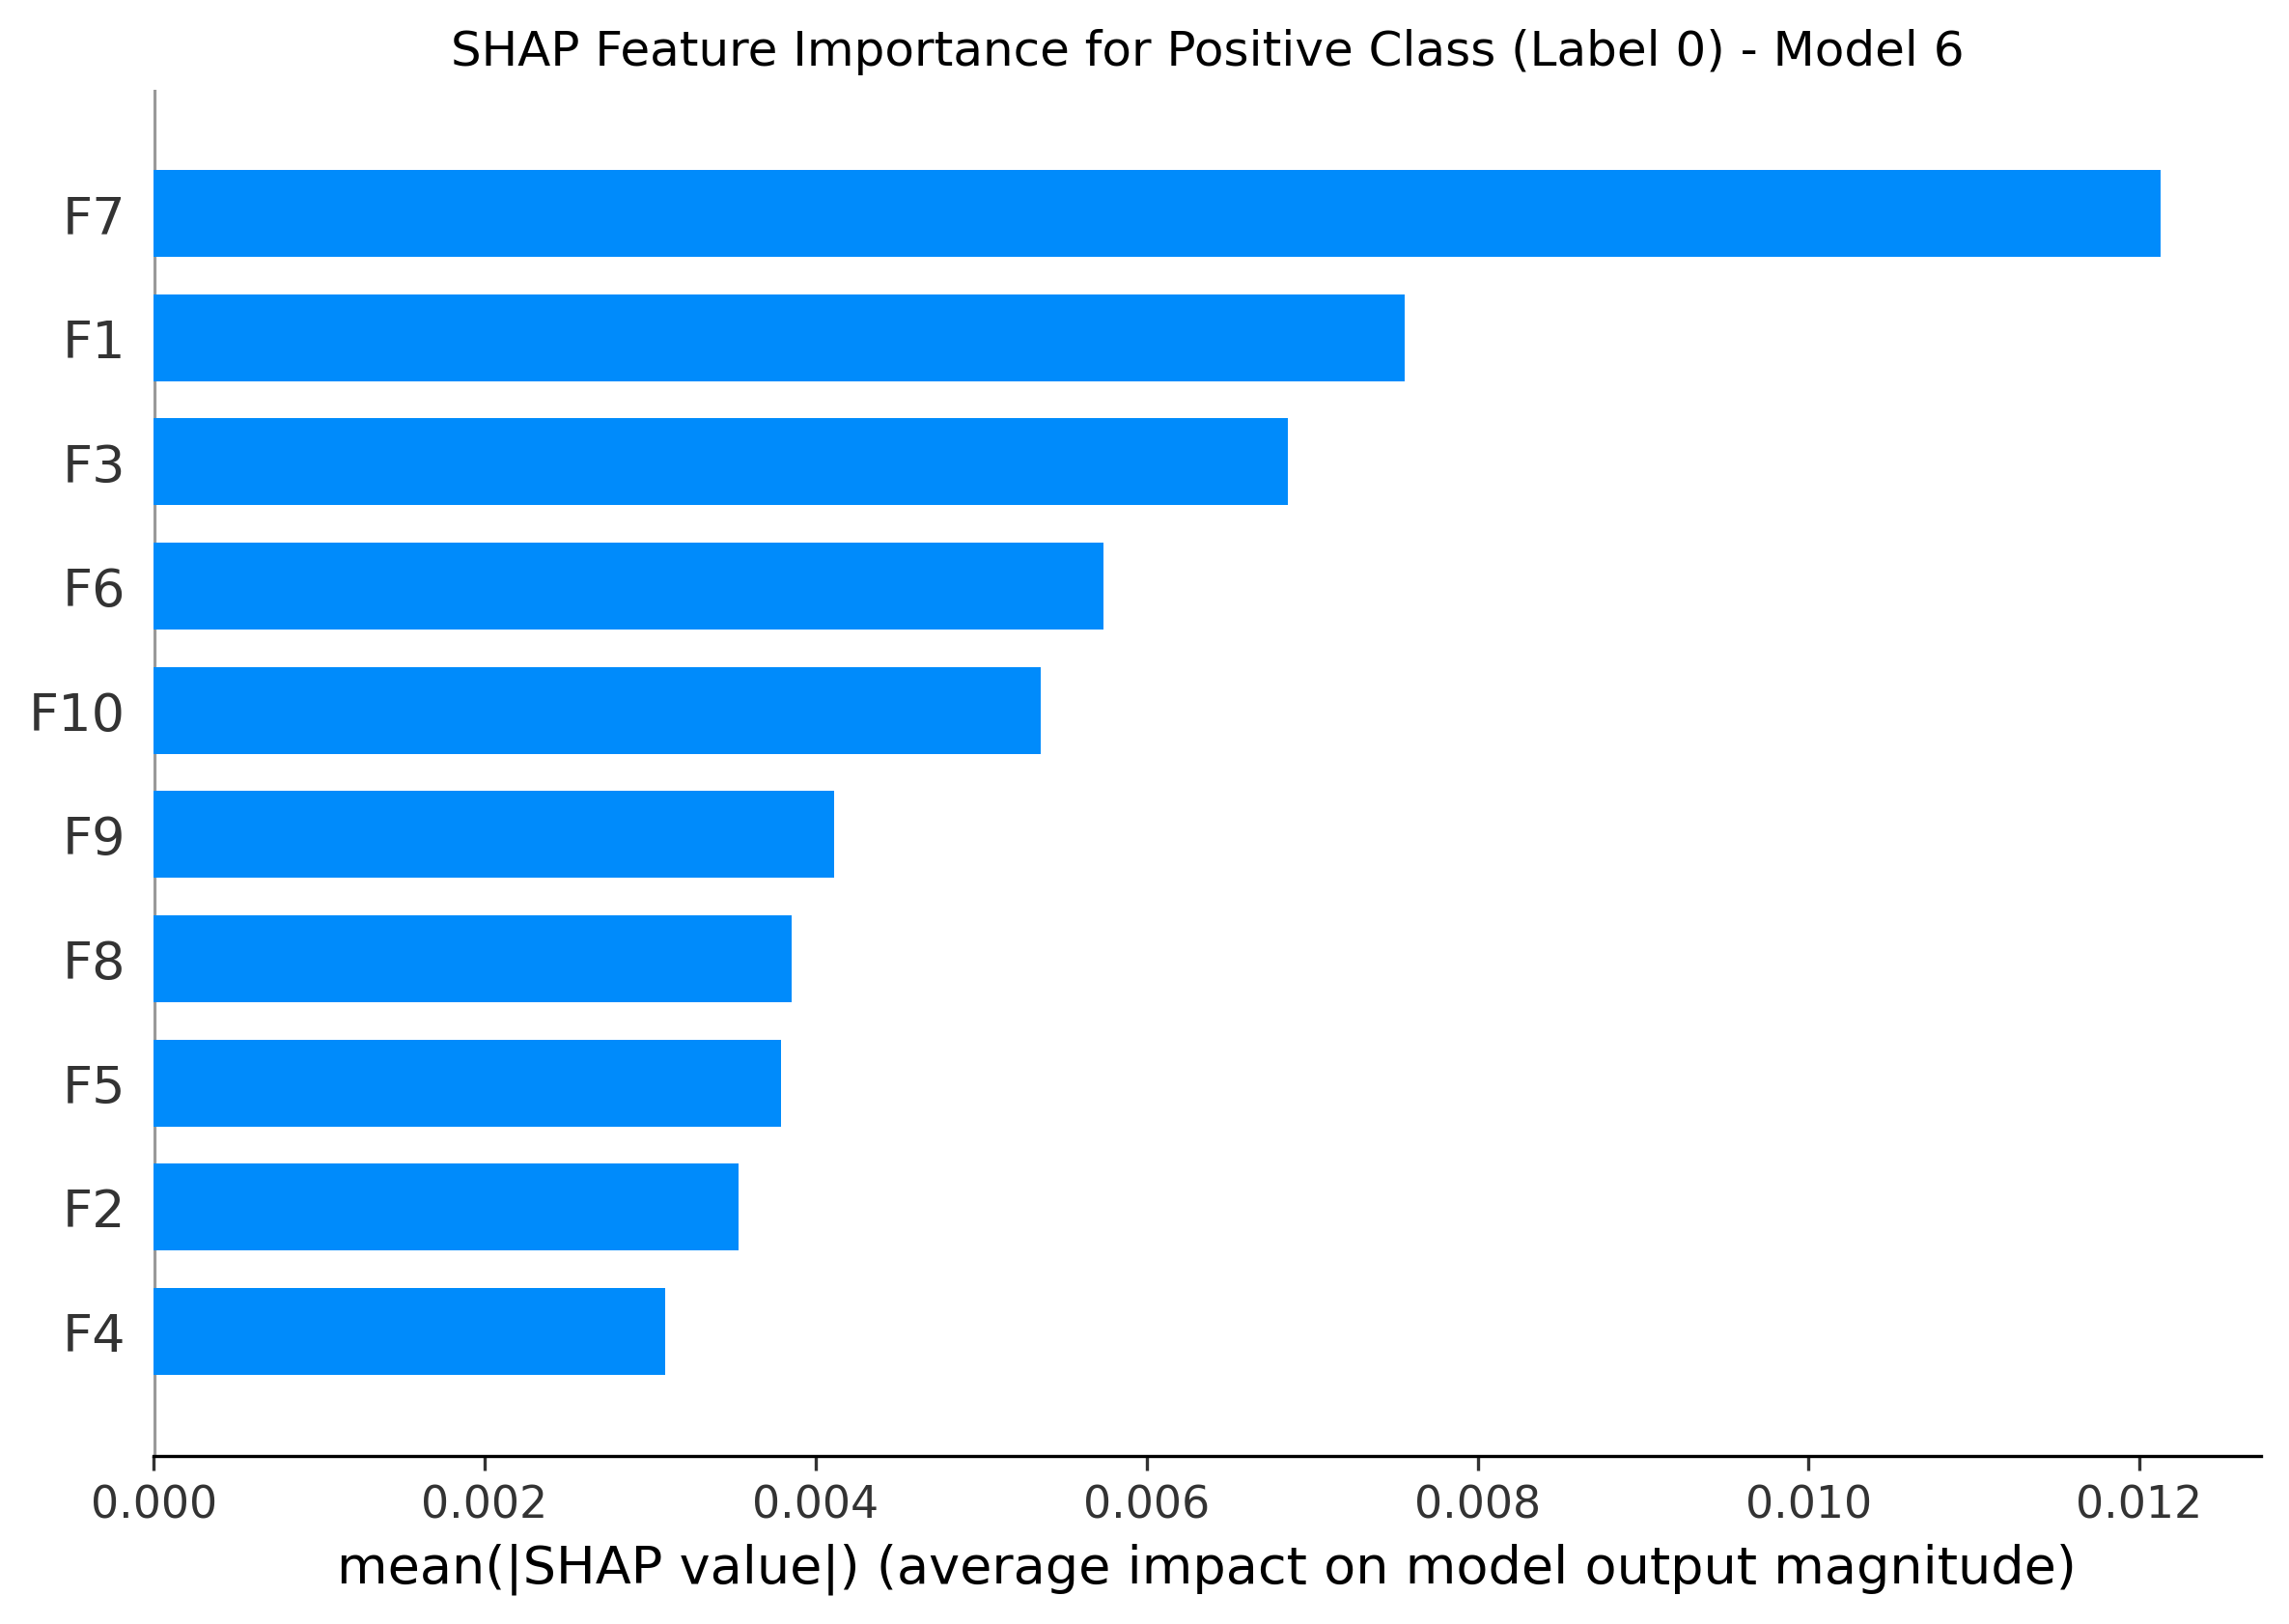 SHAP Feature Importance for Positive Class (Label 0) - Model 6
F7
F1
F3
F6
F10
F9
F8
F5
F2
F4
0.000 0.002 0.004 0.006 0.008 0.010 0.012
mean(|SHAP value|) (average impact on model output magnitude)